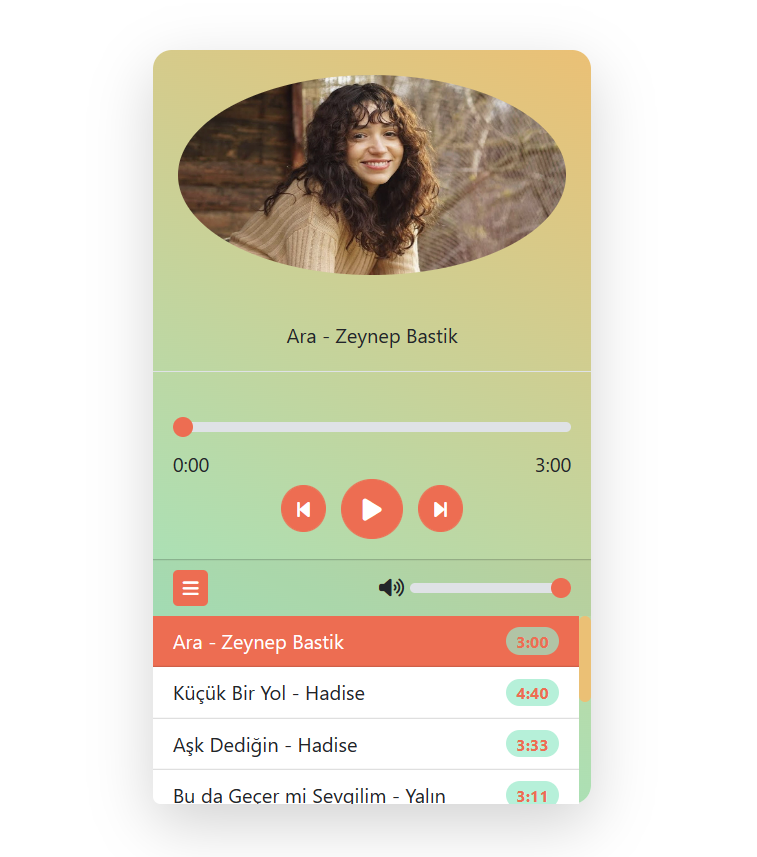 Ara - Zeynep Bastik
0:00 3:00
Ara - Zeynep Bastik 3:00
Küçük Bir Yol - Hadise 4:40
Aşk Dediğin - Hadise 3:33
Bu da Geçer mi Sevgilim - Yalın 3:11